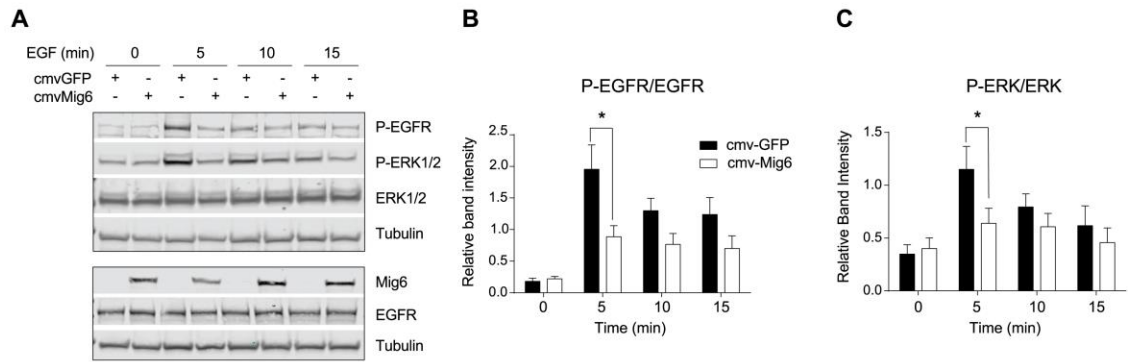 A
EGF (min) 0 5 10 15
cmvGFP + - + - + - + -
cmvMig6 - + - + - + - +
P-EGFR
P-ERK1/2
ERK1/2
Tubulin
Mig6
EGFR
Tubulin
B
P-EGFR/EGFR
Relative band intensity
2.5
2.0
1.5
1.0
0.5
0.0
*
cmv-GFP
cmv-Mig6
0 5 10 15
Time (min)
C
P-ERK/ERK
Relative Band Intensity
1.5
1.0
0.5
0.0
*
0 5 10 15
Time (min)